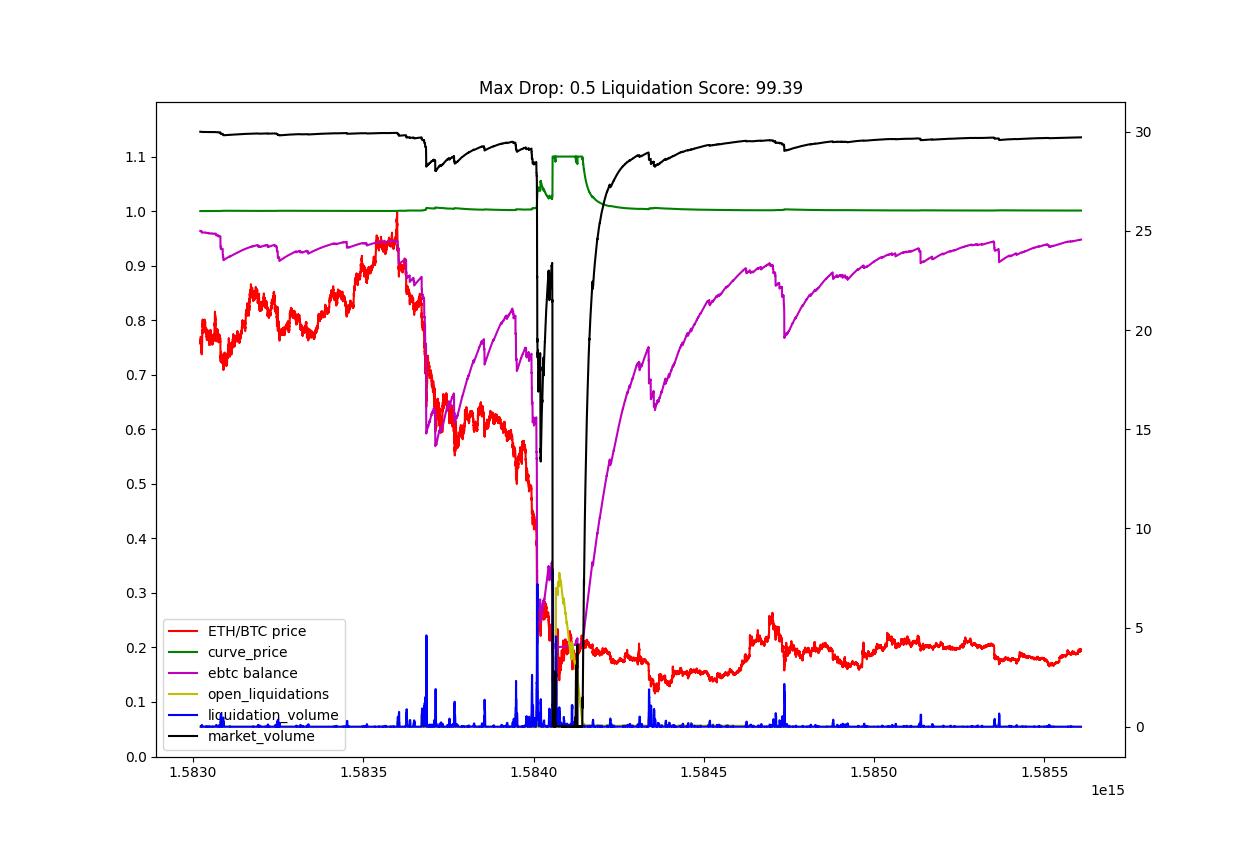 Max Drop: 0.5 Liquidation Score: 99.39
1.1
1.0
0.9
0.8
0.7
0.6
0.5
0.4
0.3
0.2
0.1
0.0
30
25
20
15
10
5
0
ETH/BTC price
curve_price
ebtc balance
open_liquidations
liquidation_volume
market_volume
1.5830 1.5835 1.5840 1.5845 1.5850 1.5855
1e15